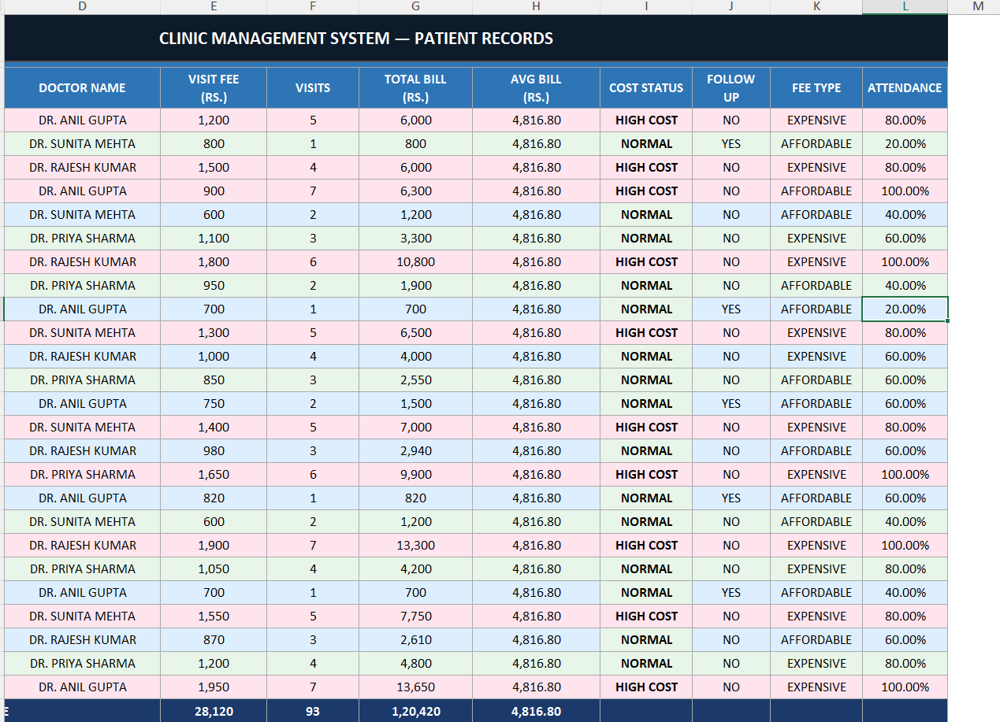 D E F G H I J K L M
CLINIC MANAGEMENT SYSTEM — PATIENT RECORDS
DOCTOR NAME VISIT FEE (RS.) VISITS TOTAL BILL (RS.) AVG BILL (RS.) COST STATUS FOLLOW UP FEE TYPE ATTENDANCE
DR. ANIL GUPTA 1,200 5 6,000 4,816.80 HIGH COST NO EXPENSIVE 80.00%
DR. SUNITA MEHTA 800 1 800 4,816.80 NORMAL YES AFFORDABLE 20.00%
DR. RAJESH KUMAR 1,500 4 6,000 4,816.80 HIGH COST NO EXPENSIVE 80.00%
DR. ANIL GUPTA 900 7 6,300 4,816.80 HIGH COST NO AFFORDABLE 100.00%
DR. SUNITA MEHTA 600 2 1,200 4,816.80 NORMAL NO AFFORDABLE 40.00%
DR. PRIYA SHARMA 1,100 3 3,300 4,816.80 NORMAL NO EXPENSIVE 60.00%
DR. RAJESH KUMAR 1,800 6 10,800 4,816.80 HIGH COST NO EXPENSIVE 100.00%
DR. PRIYA SHARMA 950 2 1,900 4,816.80 NORMAL NO AFFORDABLE 40.00%
DR. ANIL GUPTA 700 1 700 4,816.80 NORMAL YES AFFORDABLE 20.00%
DR. SUNITA MEHTA 1,300 5 6,500 4,816.80 HIGH COST NO EXPENSIVE 80.00%
DR. RAJESH KUMAR 1,000 4 4,000 4,816.80 NORMAL NO EXPENSIVE 60.00%
DR. PRIYA SHARMA 850 3 2,550 4,816.80 NORMAL NO AFFORDABLE 60.00%
DR. ANIL GUPTA 750 2 1,500 4,816.80 NORMAL YES AFFORDABLE 60.00%
DR. SUNITA MEHTA 1,400 5 7,000 4,816.80 HIGH COST NO EXPENSIVE 80.00%
DR. RAJESH KUMAR 980 3 2,940 4,816.80 NORMAL NO AFFORDABLE 60.00%
DR. PRIYA SHARMA 1,650 6 9,900 4,816.80 HIGH COST NO EXPENSIVE 100.00%
DR. ANIL GUPTA 820 1 820 4,816.80 NORMAL YES AFFORDABLE 60.00%
DR. SUNITA MEHTA 600 2 1,200 4,816.80 NORMAL NO AFFORDABLE 40.00%
DR. RAJESH KUMAR 1,900 7 13,300 4,816.80 HIGH COST NO EXPENSIVE 100.00%
DR. PRIYA SHARMA 1,050 4 4,200 4,816.80 NORMAL NO EXPENSIVE 80.00%
DR. ANIL GUPTA 700 1 700 4,816.80 NORMAL YES AFFORDABLE 40.00%
DR. SUNITA MEHTA 1,550 5 7,750 4,816.80 HIGH COST NO EXPENSIVE 80.00%
DR. RAJESH KUMAR 870 3 2,610 4,816.80 NORMAL NO AFFORDABLE 60.00%
DR. PRIYA SHARMA 1,200 4 4,800 4,816.80 NORMAL NO EXPENSIVE 80.00%
DR. ANIL GUPTA 1,950 7 13,650 4,816.80 HIGH COST NO EXPENSIVE 100.00%
E 28,120 93 1,20,420 4,816.80